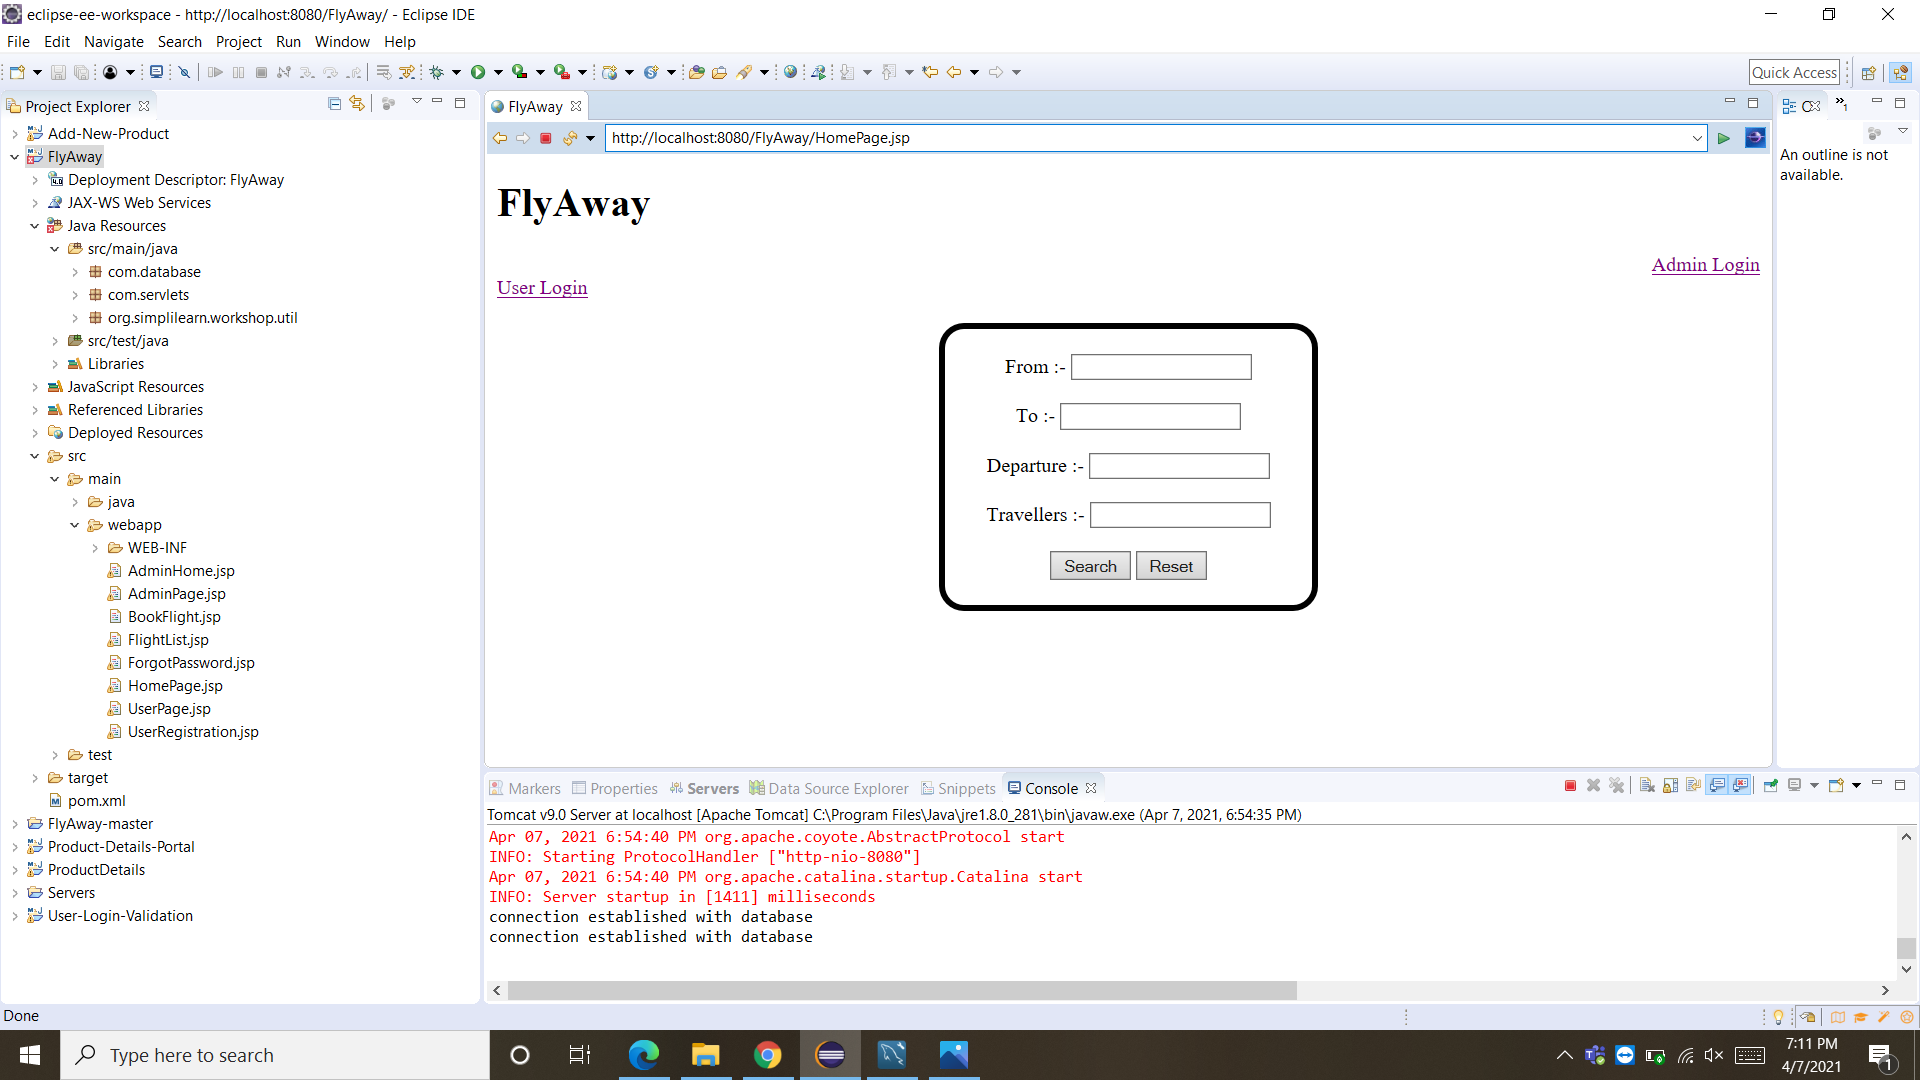 eclipse-ee-workspace - http://localhost:8080/FlyAway/ - Eclipse IDE
File Edit Navigate Search Project Run Window Help
Quick Access
Project Explorer
Add-New-Product
FlyAway
Deployment Descriptor: FlyAway
JAX-WS Web Services
Java Resources
src/main/java
com.database
com.servlets
org.simplilearn.workshop.util
src/test/java
Libraries
JavaScript Resources
Referenced Libraries
Deployed Resources
src
main
java
webapp
WEB-INF
AdminHome.jsp
AdminPage.jsp
BookFlight.jsp
FlightList.jsp
ForgotPassword.jsp
HomePage.jsp
UserPage.jsp
UserRegistration.jsp
test
target
pom.xml
FlyAway-master
Product-Details-Portal
ProductDetails
Servers
User-Login-Validation
FlyAway
http://localhost:8080/FlyAway/HomePage.jsp
FlyAway
Admin Login
User Login
From :-
To :-
Departure :-
Travellers :-
Search Reset
An outline is not
available.
Markers Properties Servers Data Source Explorer Snippets Console
Tomcat v9.0 Server at localhost [Apache Tomcat] C:\Program Files\Java\jre1.8.0_281\bin\javaw.exe (Apr 7, 2021, 6:54:35 PM)
Apr 07, 2021 6:54:40 PM org.apache.coyote.AbstractProtocol start
INFO: Starting ProtocolHandler ["http-nio-8080"]
Apr 07, 2021 6:54:40 PM org.apache.catalina.startup.Catalina start
INFO: Server startup in [1411] milliseconds
connection established with database
connection established with database
Done
Type here to search
7:11 PM
4/7/2021
1